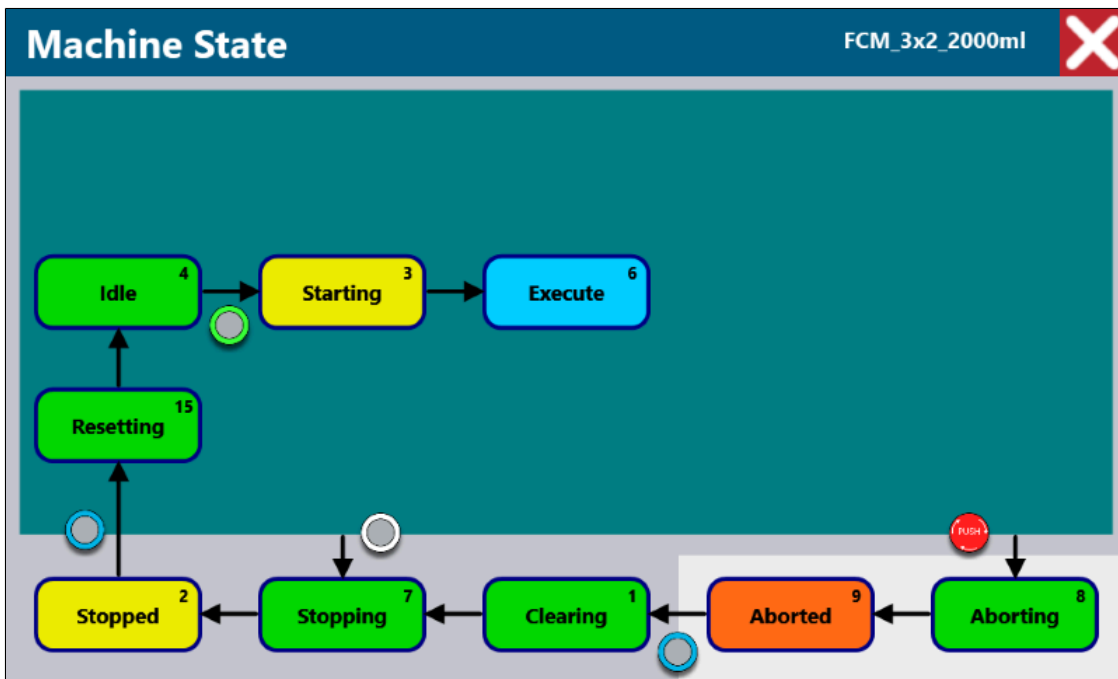 Machine State
FCM_3x2_2000ml
4
Idle
3
Starting
6
Execute
15
Resetting
PUSH
2
Stopped
7
Stopping
1
Clearing
9
Aborted
8
Aborting